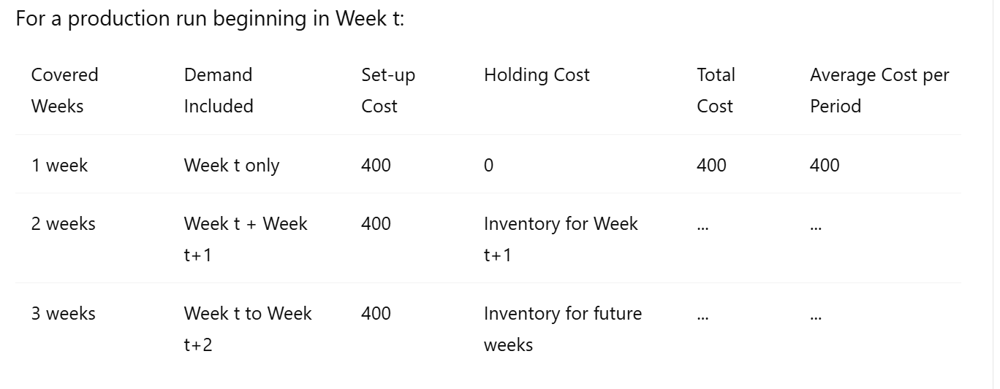 For a production run beginning in Week t:
Covered Weeks Demand Included Set-up Cost Holding Cost Total Cost Average Cost per Period
1 week Week t only 400 0 400 400
2 weeks Week t + Week t+1 400 Inventory for Week t+1 ... ...
3 weeks Week t to Week t+2 400 Inventory for future weeks ... ...